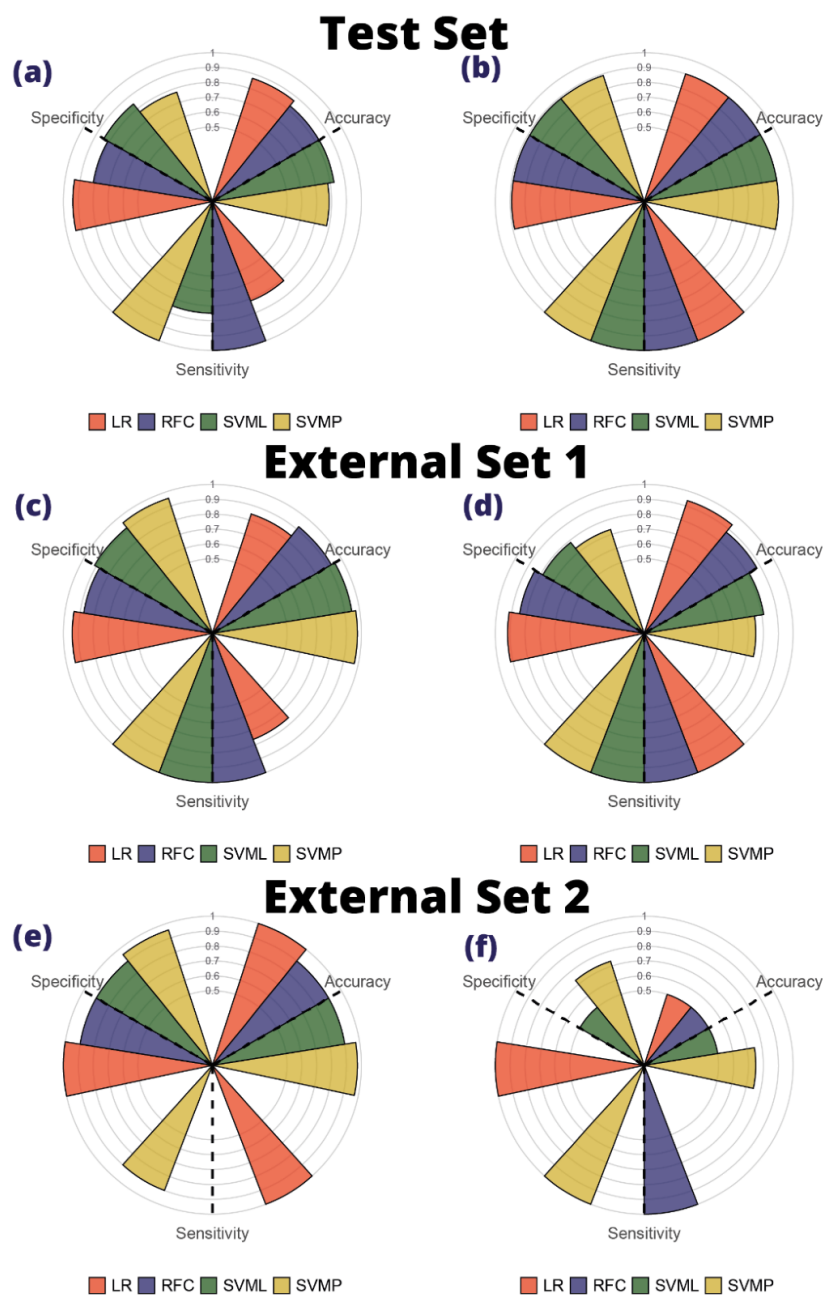 Test Set
(a)
1
0.9
0.8
0.7
0.6
0.5
Specificity
Accuracy
Sensitivity
LR RFC SVML SVMP
(b)
1
0.9
0.8
0.7
0.6
0.5
Specificity
Accuracy
Sensitivity
LR RFC SVML SVMP
External Set 1
(c)
1
0.9
0.8
0.7
0.6
0.5
Specificity
Accuracy
Sensitivity
LR RFC SVML SVMP
(d)
1
0.9
0.8
0.7
0.6
0.5
Specificity
Accuracy
Sensitivity
LR RFC SVML SVMP
External Set 2
(e)
1
0.9
0.8
0.7
0.6
0.5
Specificity
Accuracy
Sensitivity
LR RFC SVML SVMP
(f)
1
0.9
0.8
0.7
0.6
0.5
Specificity
Accuracy
Sensitivity
LR RFC SVML SVMP